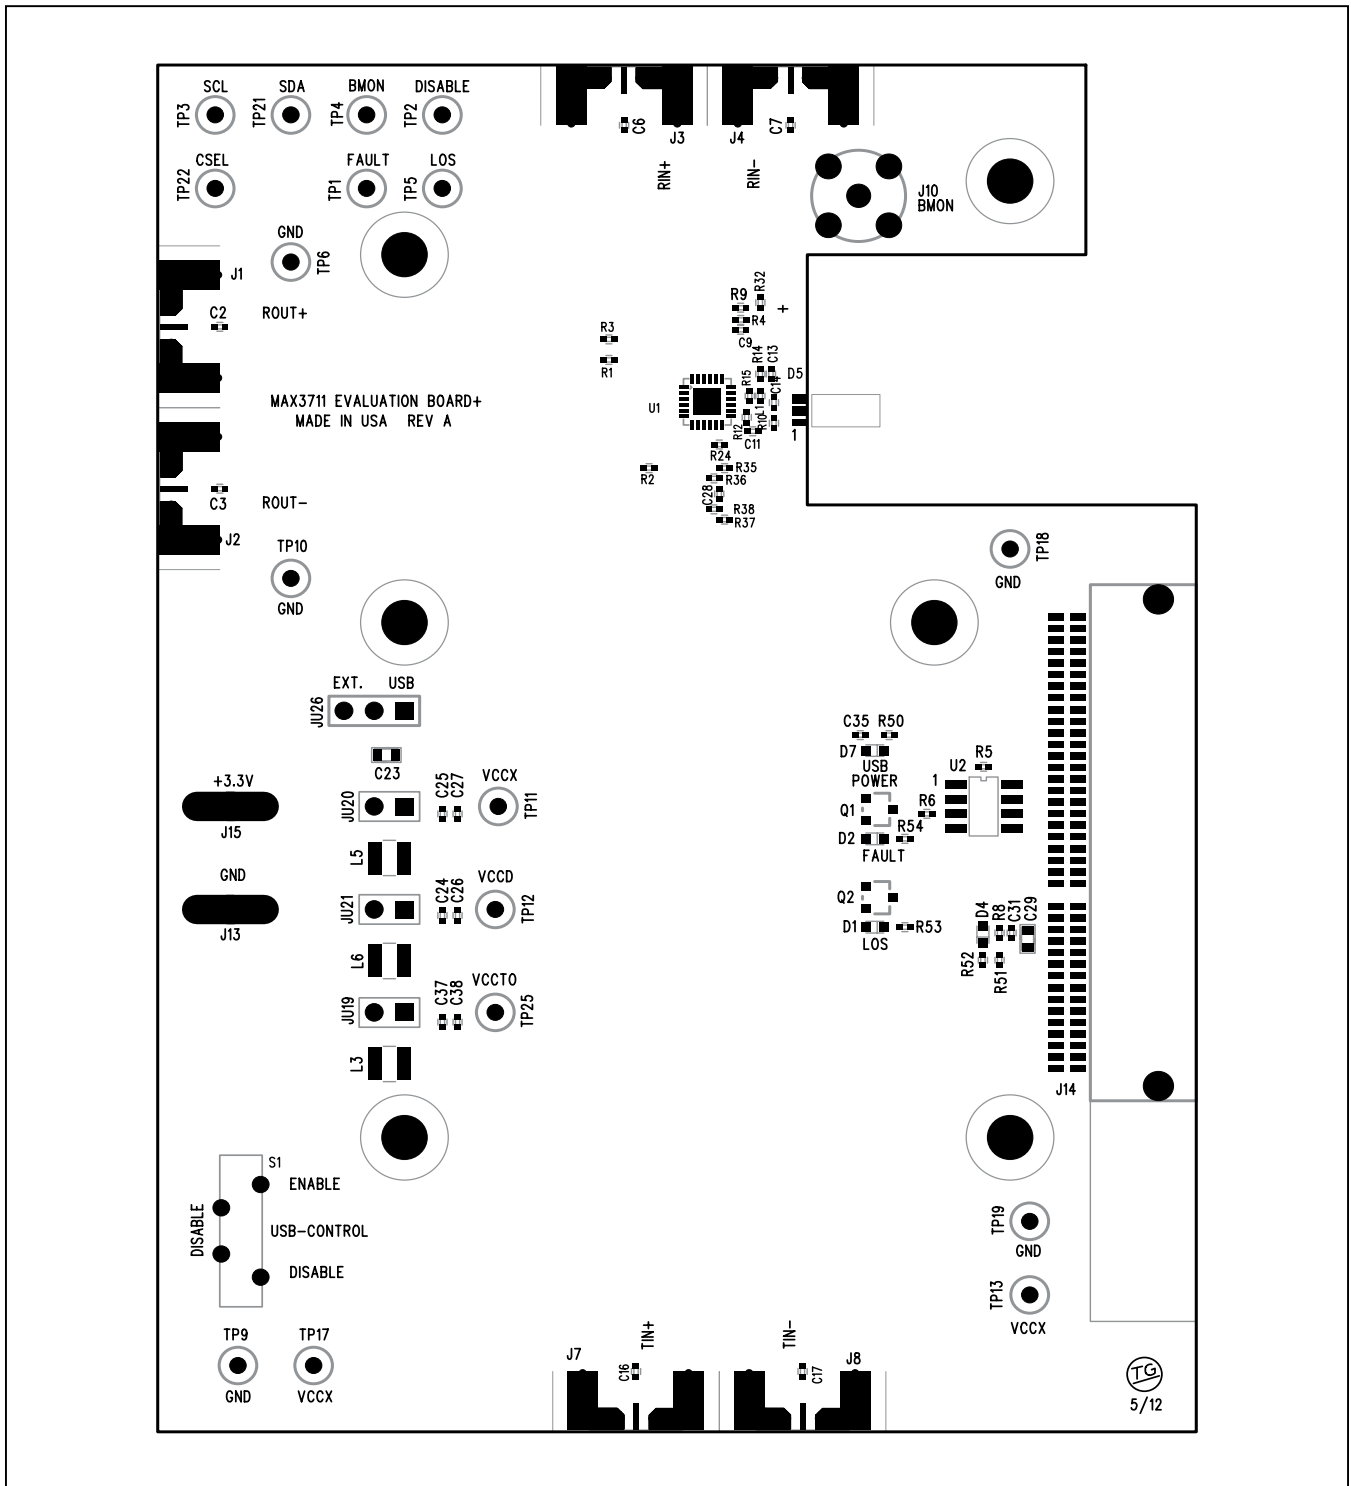 SCL SDA BMON DISABLE
TP3 TP21 TP4 TP2
CSEL FAULT LOS
TP22 TP1 TP5
C6 J3 J4 C7
RIN+ RIN-
J10
BMON
GND
TP6
J1
C2 ROUT+
R9 R32
R4 +
C9
R3
R1
R14 C13
D5
R15 L1 C14
U1
R12 R10
C11
1
MAX3711 EVALUATION BOARD+
MADE IN USA REV A
R24
R35
R2 R36
C28
R38
R37
C3 ROUT-
J2
TP10
GND
TP18
GND
EXT. USB
JU26
C23
+3.3V
J15
JU20 C25 C27 VCCX
TP11
L5
GND
J13
JU21 C24 C26 VCCD
TP12
L6
JU19 C37 C38 VCCTO
TP25
L3
C35 R50
D7
USB
POWER
U2 R5
1
Q1 R6
R54
D2
FAULT
Q2
D1 R53
LOS
D4 R8 C31 C29
R52 R51
J14
S1
ENABLE
DISABLE
USB-CONTROL
DISABLE
TP19
GND
TP13
VCCX
TP9 TP17
GND VCCX
J7 TIN+ TIN- J8
C16 C17
TG
5/12